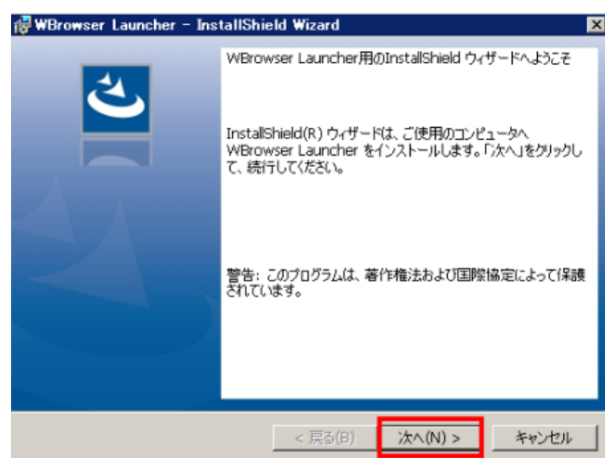 WBrowser Launcher - InstallShield Wizard
WBrowser Launcher用のInstallShield ウィザードへようこそ
InstallShield(R) ウィザードは、ご使用のコンピュータへ
WBrowser Launcher をインストールします。「次へ」をクリックし
て、続行してください。
警告: このプログラムは、著作権法および国際協定によって保護
されています。
< 戻る(B)
次へ(N) >
キャンセル